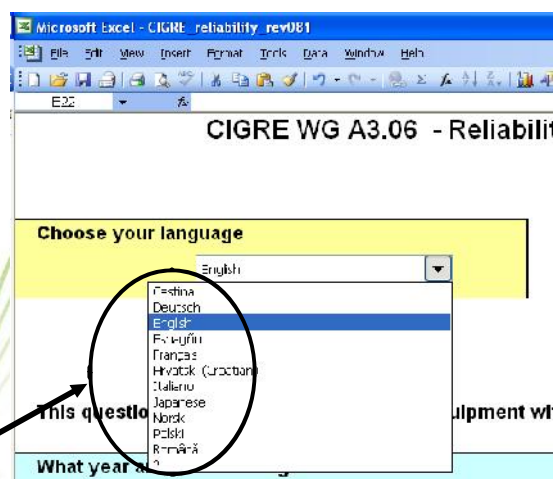 Microsoft Excel - CIGRE_reliability_rev081
File Edit View Insert Format Tools Data Window Help
E22
CIGRE WG A3.06 - Reliabilit
Choose your language
English
Čeština
Deutsch
English
Español
Français
Hrvatski (Croatian)
Italiano
Japanese
Norsk
Polski
Română
This questio
uipment wi
What year a